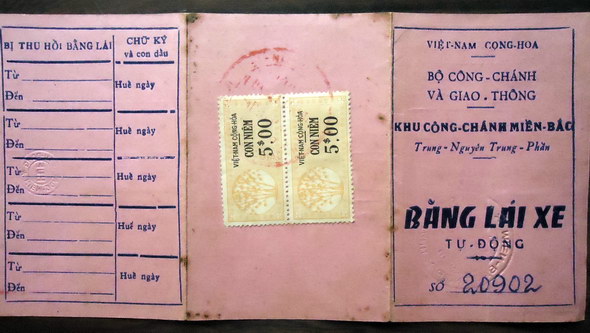 BỊ THU HỒI BẰNG LÁI
CHỮ KÝ
và con dấu
Từ
Đến
Huế ngày
Từ
Đến
Huế ngày
Từ
Đến
Huế ngày
Từ
Đến
Huế ngày
Từ
Đến
Huế ngày
VIỆT-NAM CỘNG-HÒA
CON NIÊM
5$00
VIỆT-NAM CỘNG-HÒA
CON NIÊM
5$00
VIỆT-NAM CỘNG-HOA
BỘ CÔNG-CHÁNH
VÀ GIAO-THÔNG
KHU CÔNG-CHÁNH MIỀN-BẮC
Trung-Nguyên Trung-Phần
BẰNG LÁI XE
TỰ-ĐỘNG
SỐ 20902